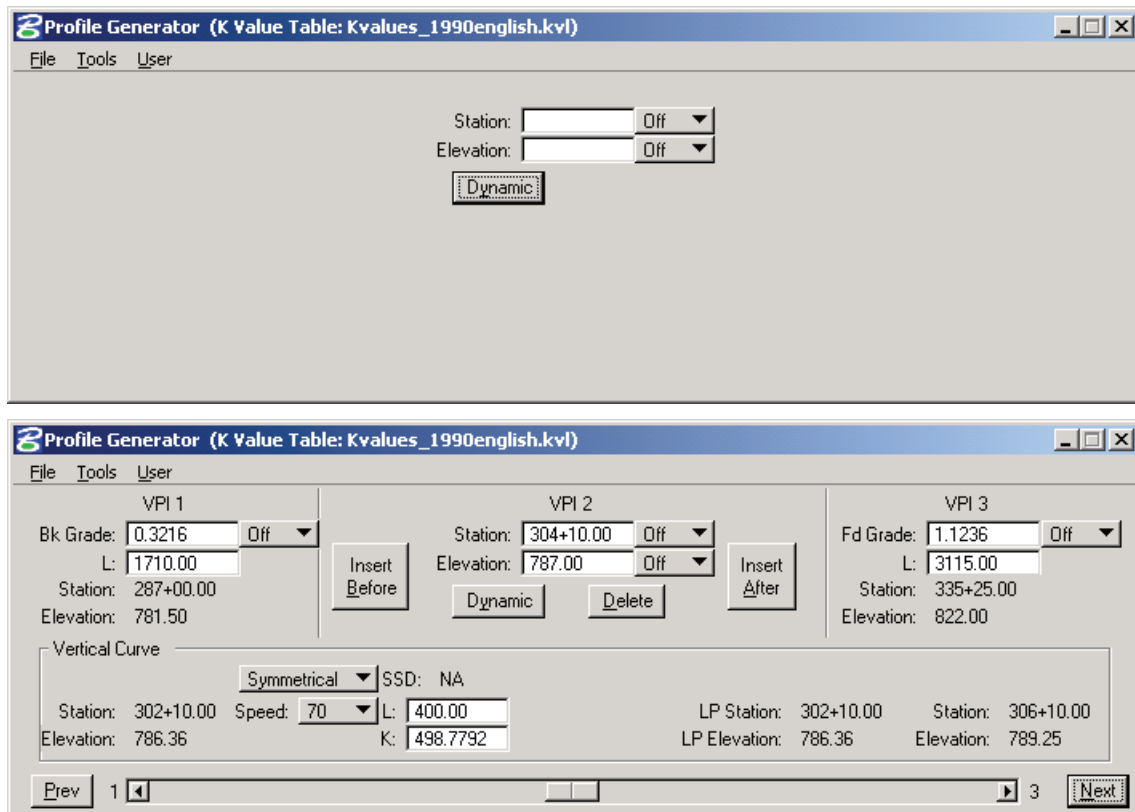 Profile Generator (K Value Table: Kvalues_1990english.kvl)
File Tools User
Station: Off
Elevation: Off
Dynamic
Profile Generator (K Value Table: Kvalues_1990english.kvl)
File Tools User
VPI 1 VPI 2 VPI 3
Bk Grade: 0.3216 Off Station: 304+10.00 Off Fd Grade: 1.1236 Off
L: 1710.00 Insert Before Elevation: 787.00 Off Insert After L: 3115.00
Station: 287+00.00 Dynamic Delete Station: 335+25.00
Elevation: 781.50 Elevation: 822.00
Vertical Curve
Symmetrical SSD: NA
Station: 302+10.00 Speed: 70 L: 400.00 LP Station: 302+10.00 Station: 306+10.00
Elevation: 786.36 K: 498.7792 LP Elevation: 786.36 Elevation: 789.25
Prev 1 3 Next